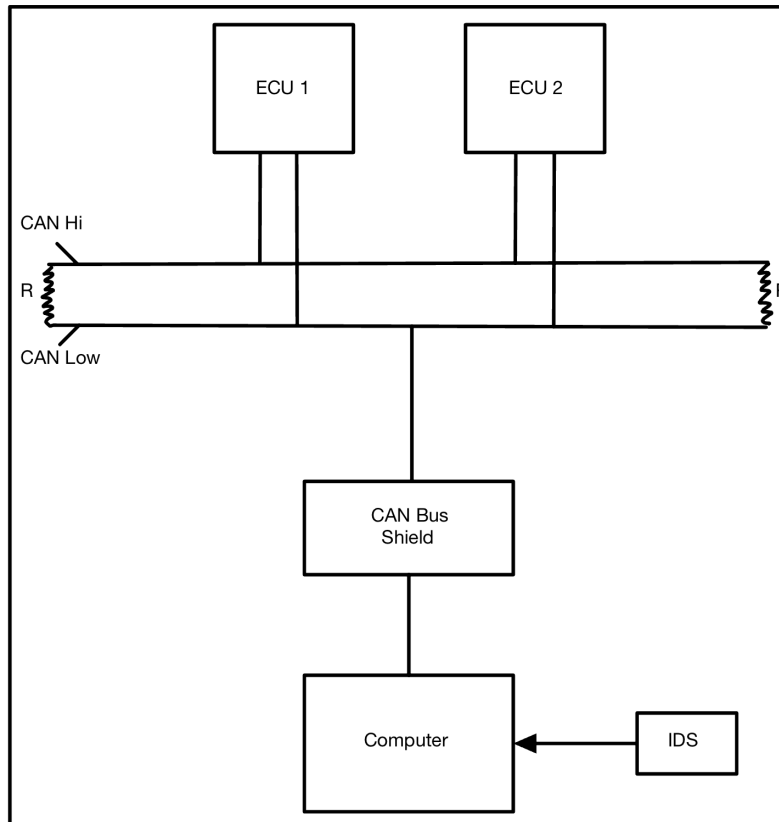 ECU 1
ECU 2
CAN Hi
R
CAN Low
CAN Bus
Shield
Computer
IDS